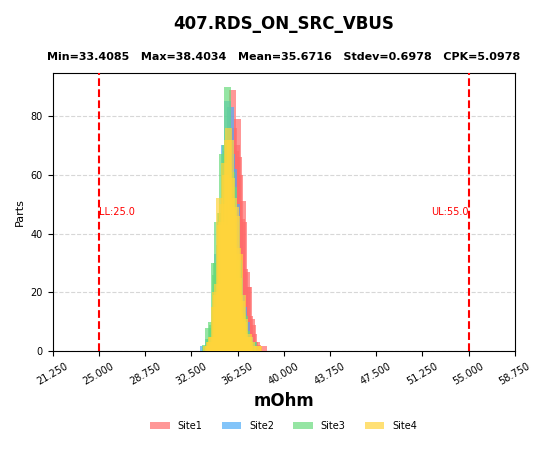 407.RDS_ON_SRC_VBUS
Min=33.4085 Max=38.4034 Mean=35.6716 Stdev=0.6978 CPK=5.0978
80
60
40
20
0
Parts
LL:25.0
UL:55.0
21.250 25.000 28.750 32.500 36.250 40.000 43.750 47.500 51.250 55.000 58.750
mOhm
Site1 Site2 Site3 Site4